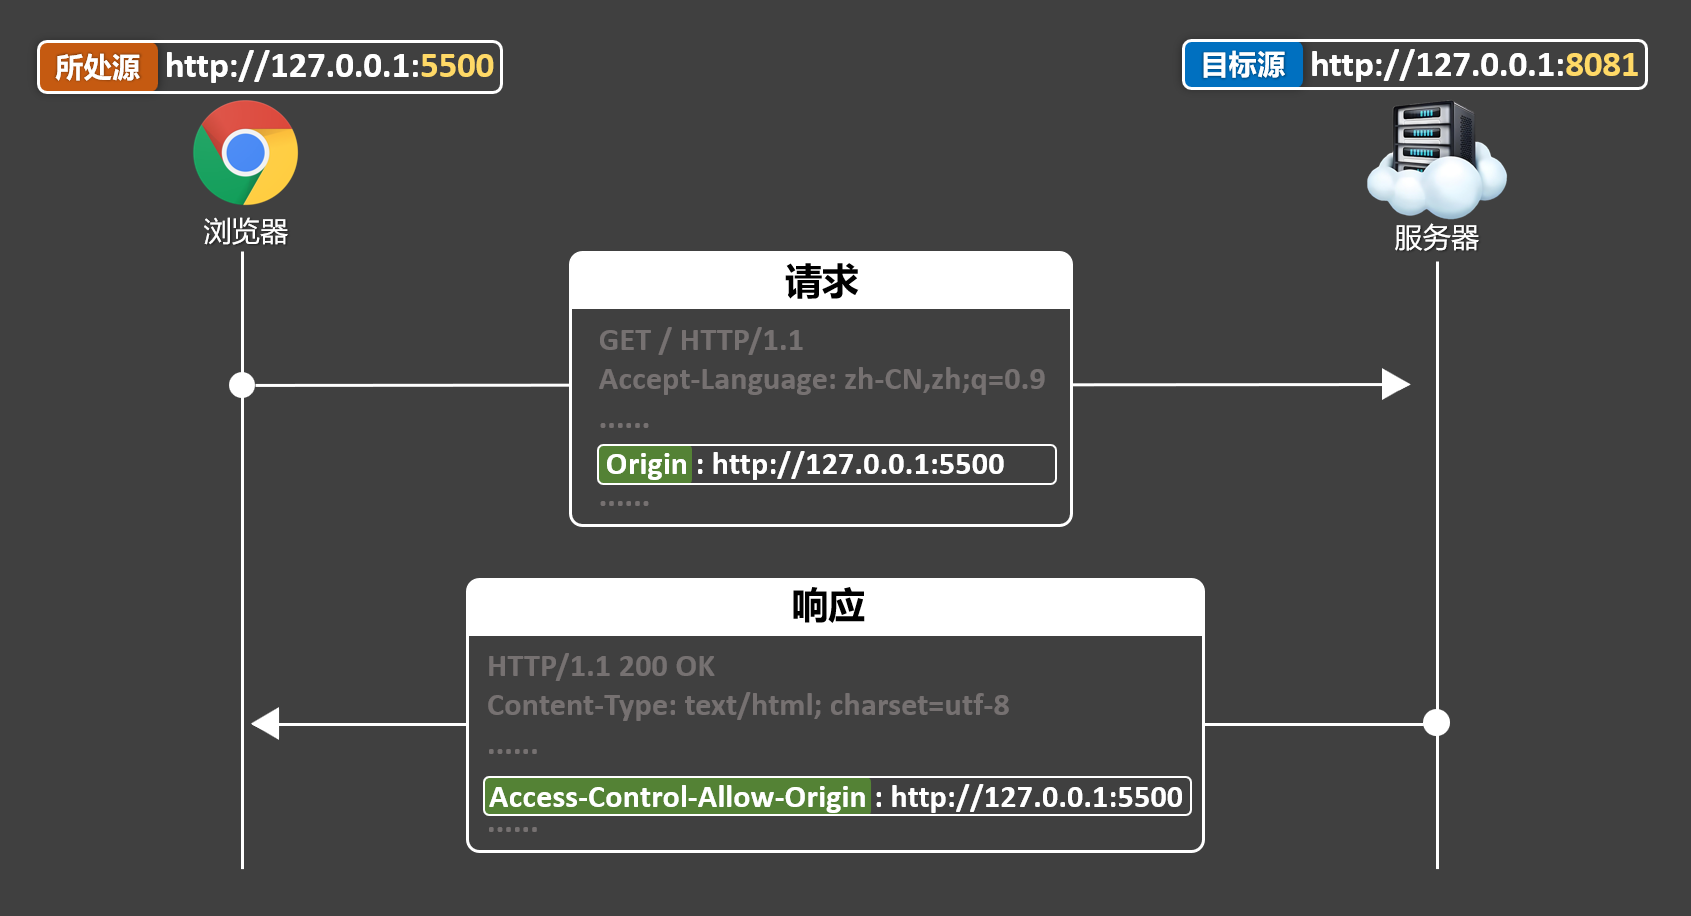 所处源 http://127.0.0.1:5500
目标源 http://127.0.0.1:8081
浏览器
服务器
请求
GET / HTTP/1.1
Accept-Language: zh-CN,zh;q=0.9
......
Origin : http://127.0.0.1:5500
......
响应
HTTP/1.1 200 OK
Content-Type: text/html; charset=utf-8
......
Access-Control-Allow-Origin : http://127.0.0.1:5500
......